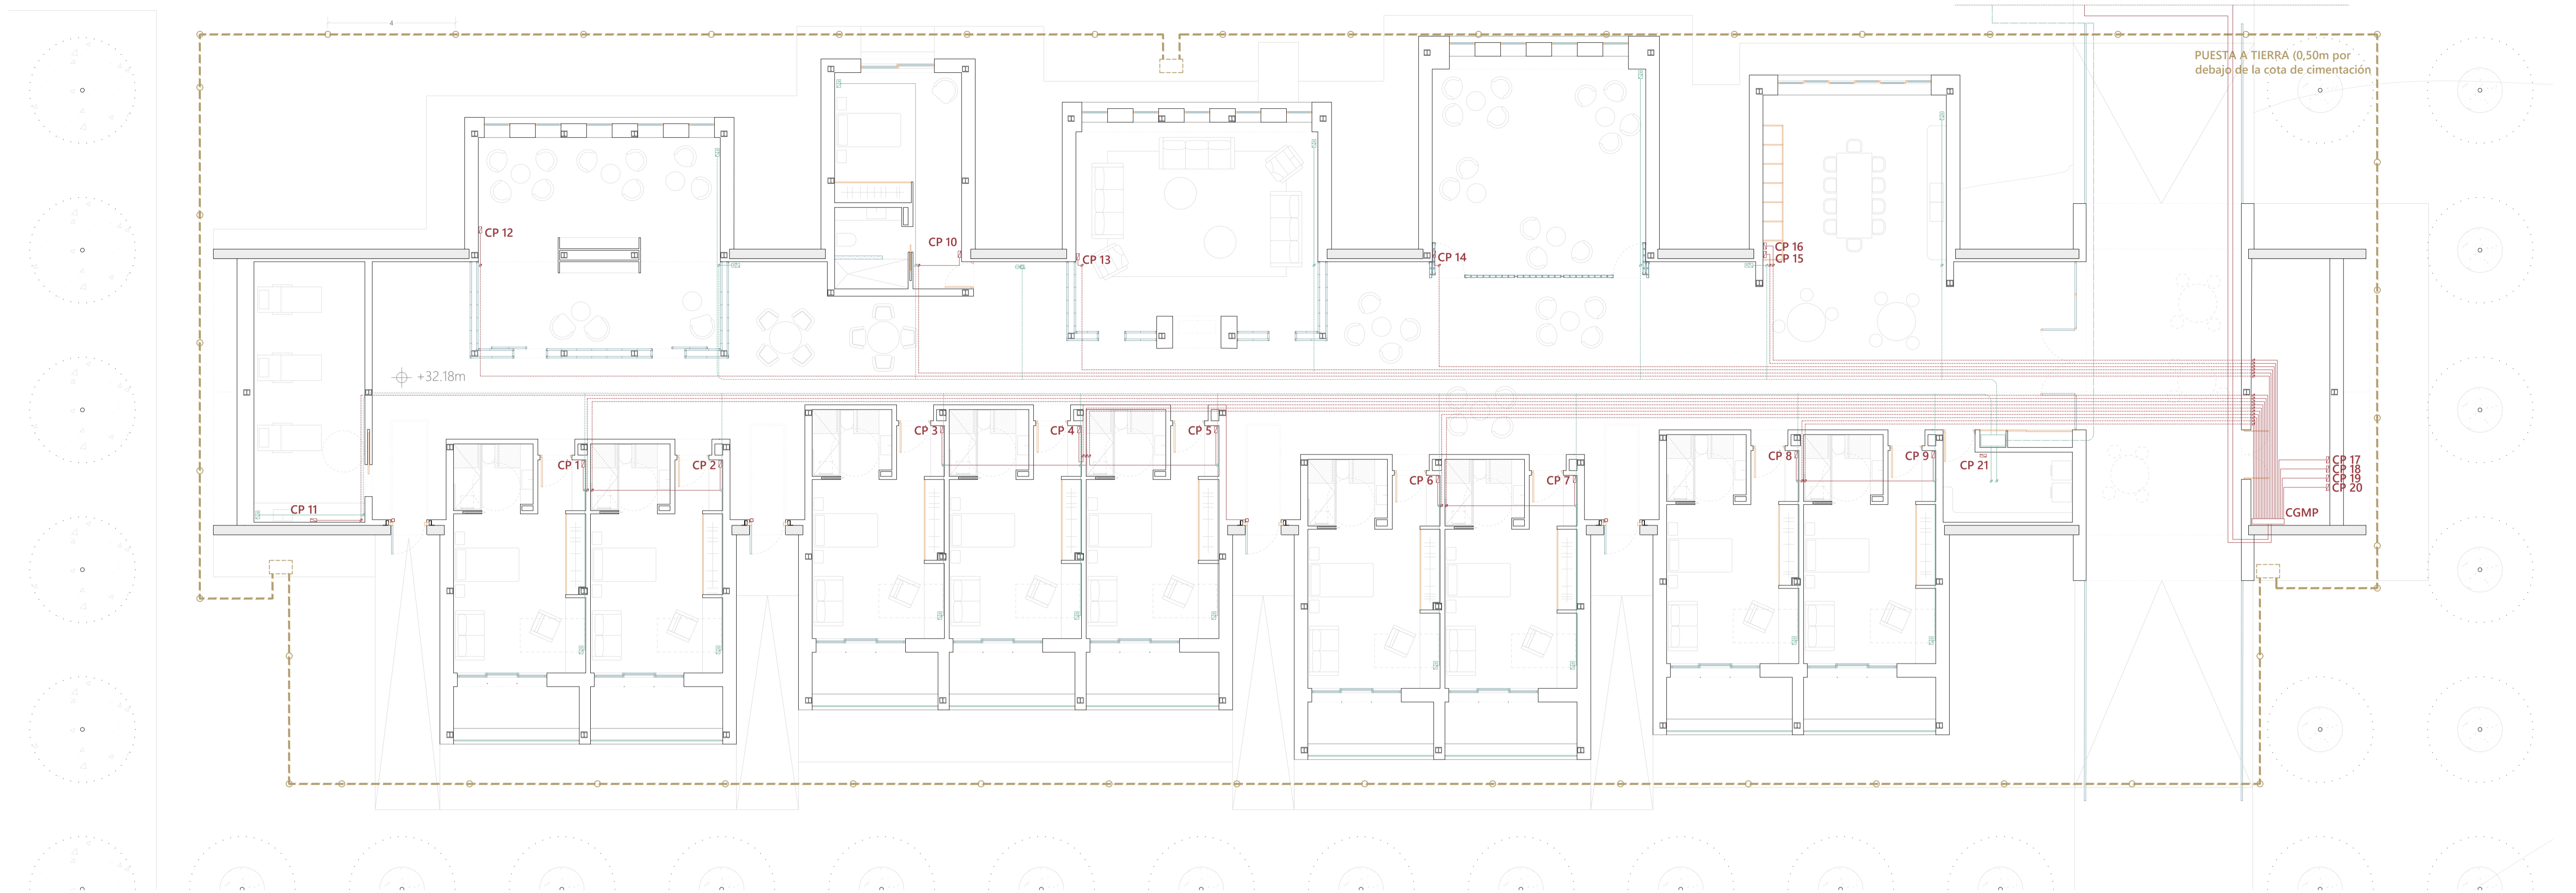 4
PUESTA A TIERRA (0,50m por
debajo de la cota de cimentación
CP 12
CP 10
CP 13
CP 14
CP 16
CP 15
+32.18m
CP 1
CP 2
CP 3
CP 4
CP 5
CP 6
CP 7
CP 8
CP 9
CP 21
CP 17
CP 18
CP 19
CP 20
CP 11
CGMP